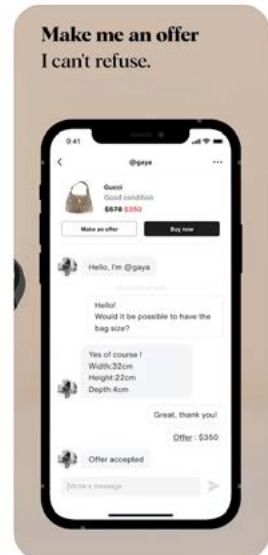 Make me an offer
I can't refuse.
9:41
@gaya
Gucci
Good condition
$578 $350
Make an offer
Buy now
Hello, I'm @gaya
Hello!
Would it be possible to have the
bag size?
Yes of course !
Width:32cm
Height:22cm
Depth:4cm
Great, thank you!
Offer : $350
Offer accepted
Write a message